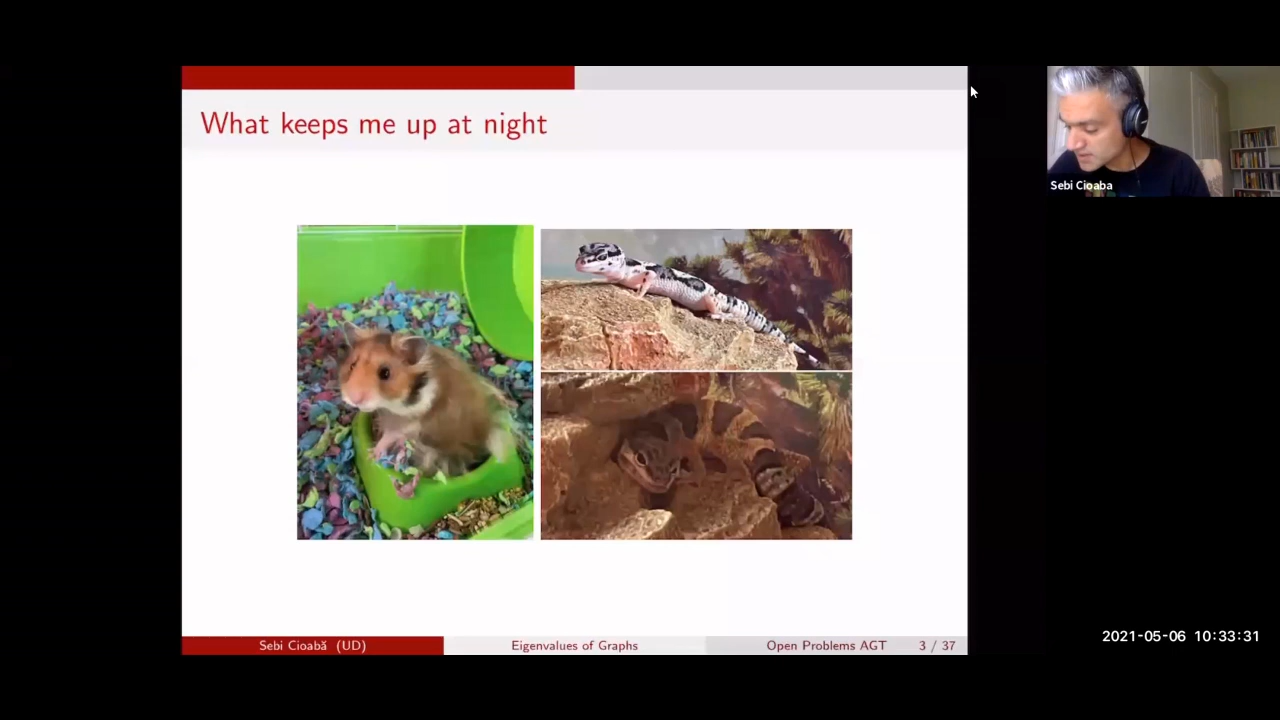 What keeps me up at night
Sebi Cioaba
2021-05-06 10:33:31
Sebi Cioabă (UD) Eigenvalues of Graphs Open Problems AGT 3 / 37